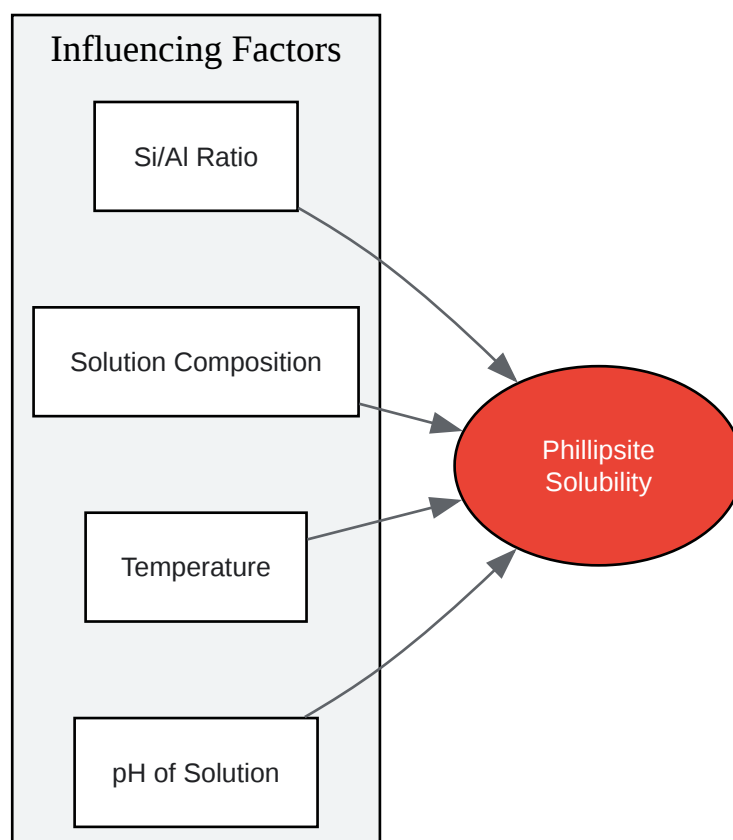 Influencing Factors
Si/Al Ratio
Solution Composition
Temperature
pH of Solution
Phillipsite
Solubility